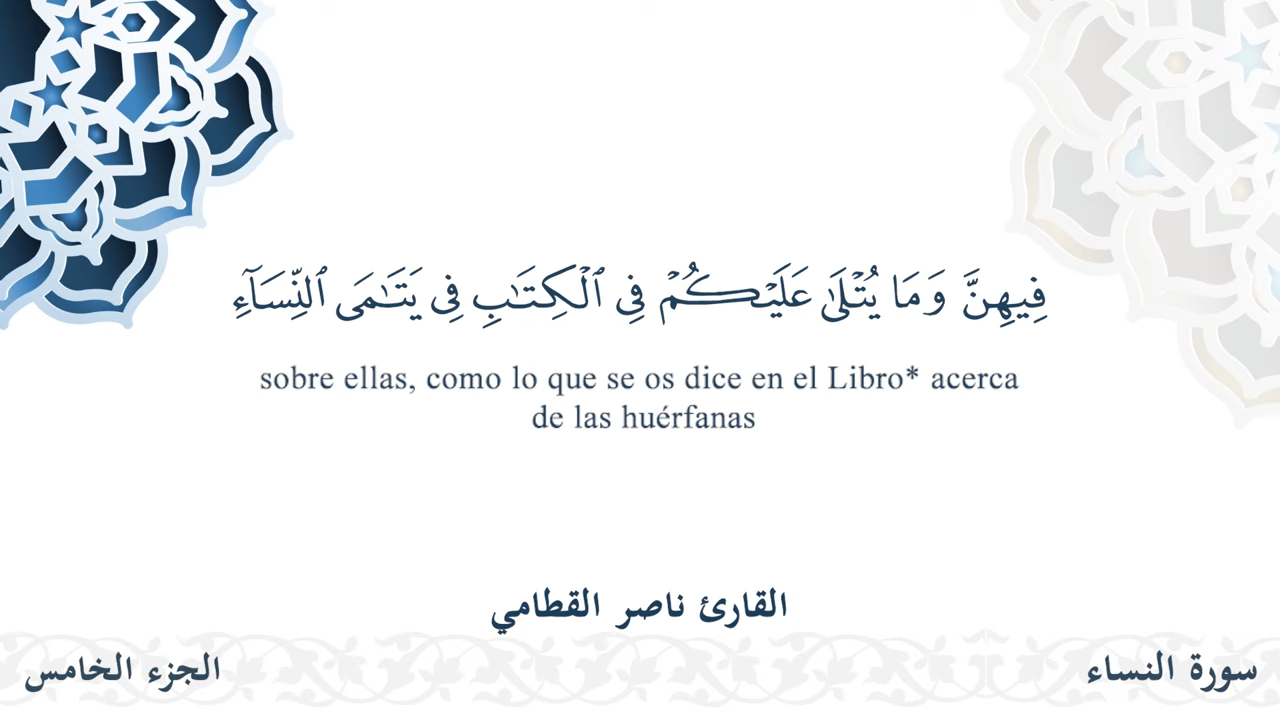 فِيهِنَّ وَمَا يُتۡلَىٰ عَلَيۡكُمۡ فِي ٱلۡكِتَٰبِ فِي يَتَٰمَى ٱلنِّسَآءِ
sobre ellas, como lo que se os dice en el Libro* acerca
de las huérfanas
القارئ ناصر القطامي
سورة النساء
الجزء الخامس